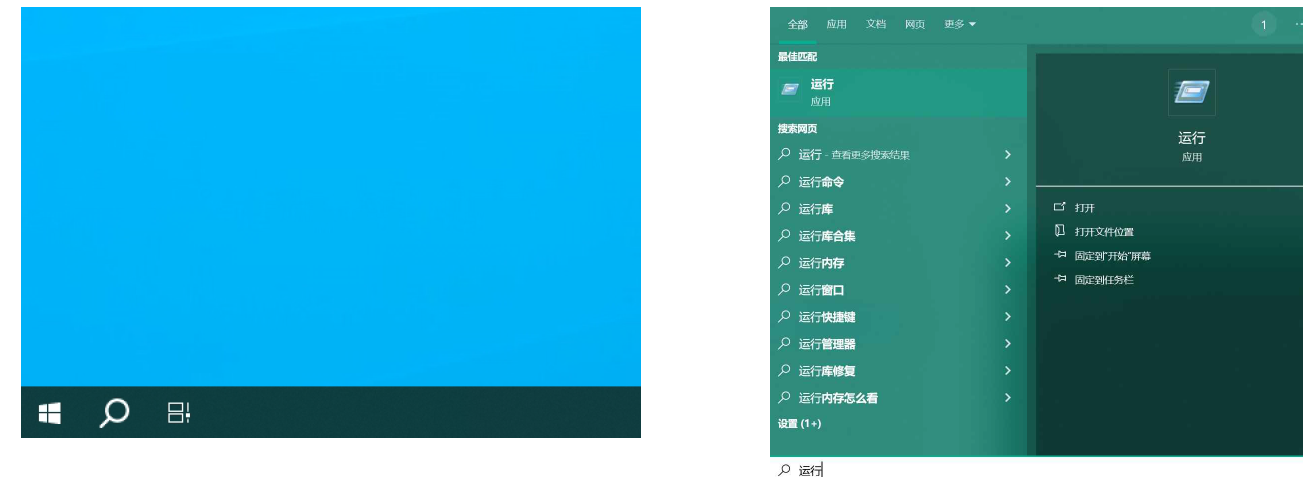 全部 应用 文档 网页 更多
1 ···
最佳匹配
运行
应用
搜索网页
运行 - 查看更多搜索结果
运行命令
运行库
运行库合集
运行内存
运行窗口
运行快捷键
运行管理器
运行库修复
运行内存怎么看
设置 (1+)
运行
运行
应用
打开
打开文件位置
固定到"开始"屏幕
固定到任务栏